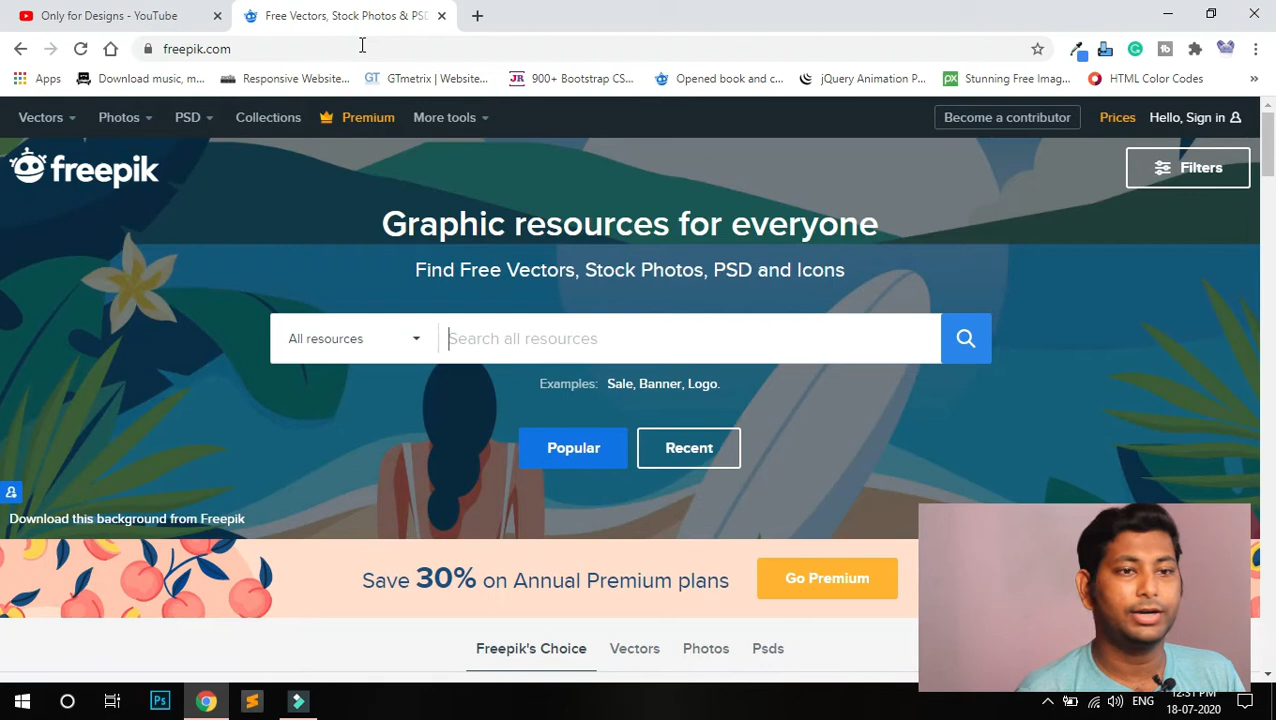 Only for Designs - YouTube
Free Vectors, Stock Photos & PSD
freepik.com
Apps
Download music, m...
Responsive Website...
GTmetrix | Website...
900+ Bootstrap CS...
Opened book and c...
jQuery Animation P...
Stunning Free Imag...
HTML Color Codes
Vectors
Photos
PSD
Collections
Premium
More tools
Become a contributor
Prices
Hello, Sign in
freepik
Filters
Graphic resources for everyone
Find Free Vectors, Stock Photos, PSD and Icons
All resources
Search all resources
Examples: Sale, Banner, Logo.
Popular
Recent
Download this background from Freepik
Save 30% on Annual Premium plans
Go Premium
Freepik's Choice
Vectors
Photos
Psds
Ps
ENG
12:31 PM
18-07-2020